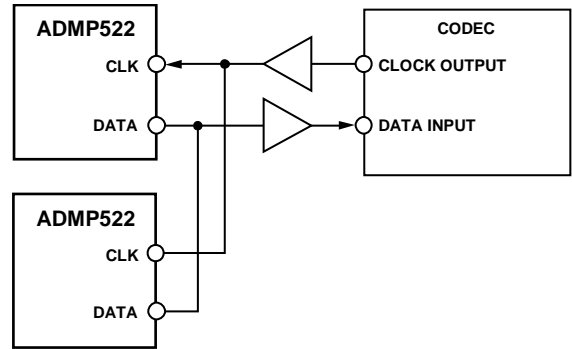 ADMP522
CLK
DATA
CODEC
CLOCK OUTPUT
DATA INPUT
ADMP522
CLK
DATA